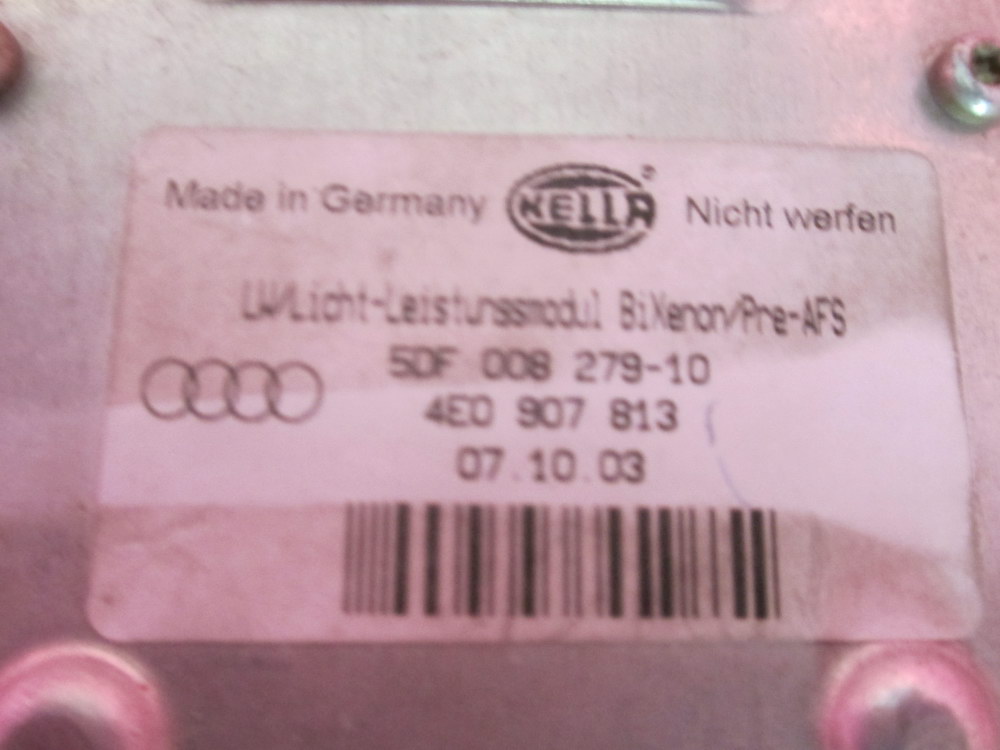 Made in Germany HELLA® Nicht werfen
LW/Licht-Leistungsmodul BiXenon/Pre-AFS
5DF 008 279-10
4E0 907 813
07.10.03